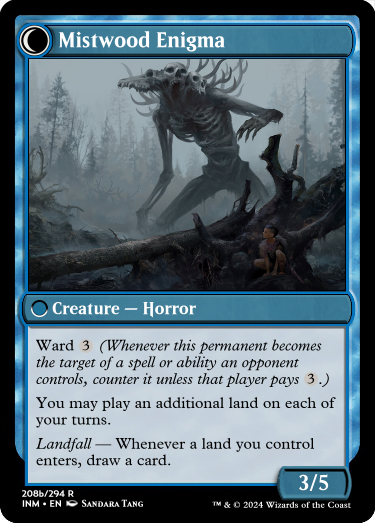 Mistwood Enigma
Creature — Horror
Ward 3 (Whenever this permanent becomes
the target of a spell or ability an opponent
controls, counter it unless that player pays 3.)
You may play an additional land on each of
your turns.
Landfall — Whenever a land you control
enters, draw a card.
3/5
208b/294 R
INM • EN SANDARA TANG
™ & © 2024 Wizards of the Coast